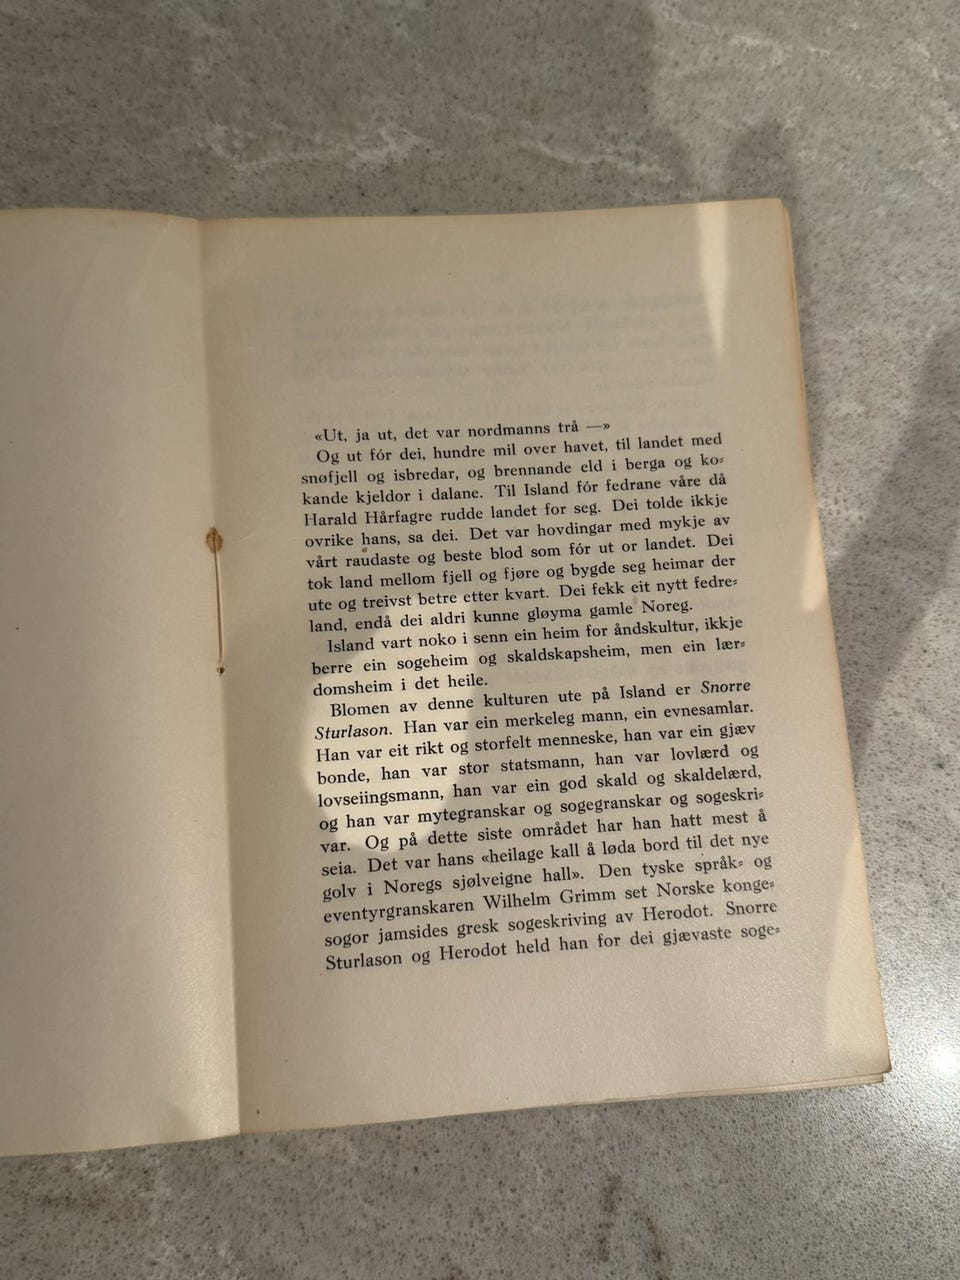 «Ut, ja ut, det var nordmanns trå —»
Og ut fór dei, hundre mil over havet, til landet med
snøfjell og isbredar, og brennande eld i berga og ko⸗
kande kjeldor i dalane. Til Island fór fedrane våre då
Harald Hårfagre rudde landet for seg. Dei tolde ikkje
ovrike hans, sa dei. Det var hovdingar med mykje av
vårt raudaste og beste blod som fór ut or landet. Dei
tok land mellom fjell og fjøre og bygde seg heimar der
ute og treivst betre etter kvart. Dei fekk eit nytt fedre⸗
land, endå dei aldri kunne gløyma gamle Noreg.
Island vart noko i senn ein heim for åndskultur, ikkje
berre ein sogeheim og skaldskapsheim, men ein lær⸗
domsheim i det heile.
Blomen av denne kulturen ute på Island er Snorre
Sturlason. Han var ein merkeleg mann, ein evnesamlar.
Han var eit rikt og storfelt menneske, han var ein gjæv
bonde, han var stor statsmann, han var lovlærd og
lovseiingsmann, han var ein god skald og skaldelærd,
og han var mytegranskar og sogegranskar og sogeskri⸗
var. Og på dette siste området har han hatt mest å
seia. Det var hans «heilage kall å løda bord til det nye
golv i Noregs sjølveigne hall». Den tyske språk⸗ og
eventyrgranskaren Wilhelm Grimm set Norske konge⸗
sogor jamsides gresk sogeskriving av Herodot. Snorre
Sturlason og Herodot held han for dei gjævaste soge⸗